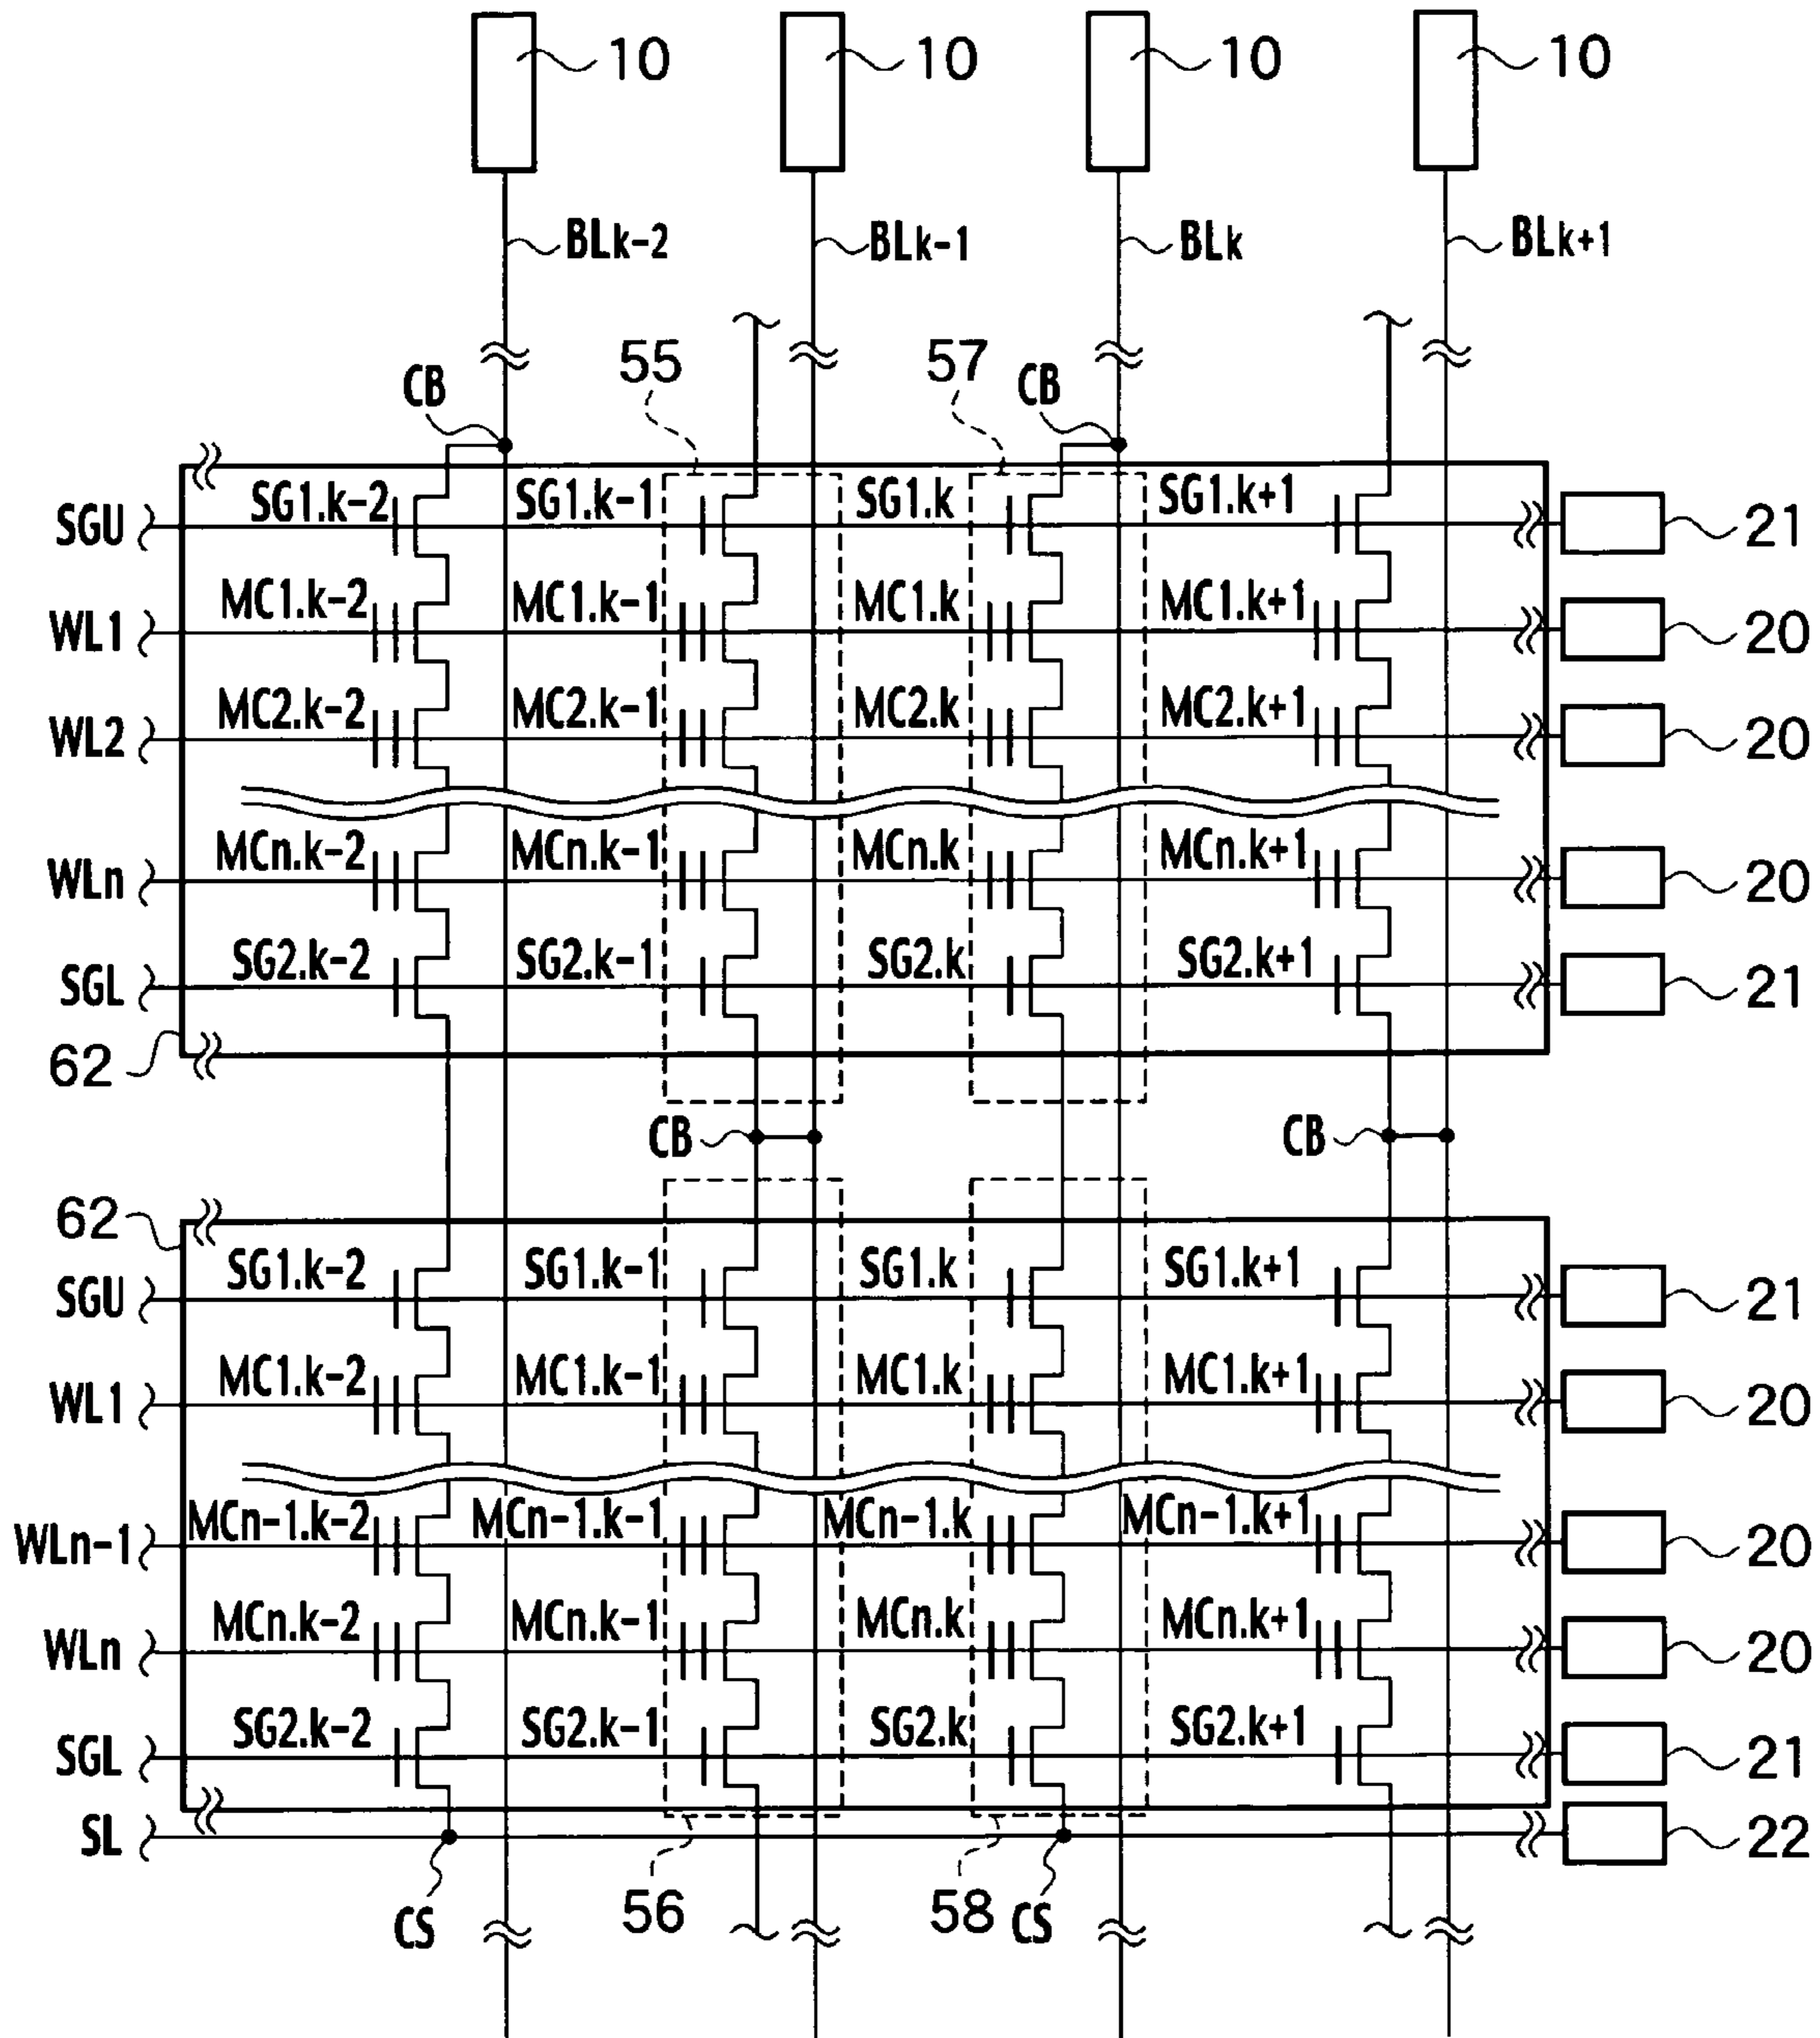 10 10 10 10
BLk-2 BLk-1 BLk BLk+1
55 57
CB CB
SGU SG1.k-2 SG1.k-1 SG1.k SG1.k+1 21
WL1 MC1.k-2 MC1.k-1 MC1.k MC1.k+1 20
WL2 MC2.k-2 MC2.k-1 MC2.k MC2.k+1 20
WLn MCn.k-2 MCn.k-1 MCn.k MCn.k+1 20
SGL SG2.k-2 SG2.k-1 SG2.k SG2.k+1 21
62
CB CB
62
SGU SG1.k-2 SG1.k-1 SG1.k SG1.k+1 21
WL1 MC1.k-2 MC1.k-1 MC1.k MC1.k+1 20
WLn-1 MCn-1.k-2 MCn-1.k-1 MCn-1.k MCn-1.k+1 20
WLn MCn.k-2 MCn.k-1 MCn.k MCn.k+1 20
SGL SG2.k-2 SG2.k-1 SG2.k SG2.k+1 21
SL 22
CS 56 58 CS